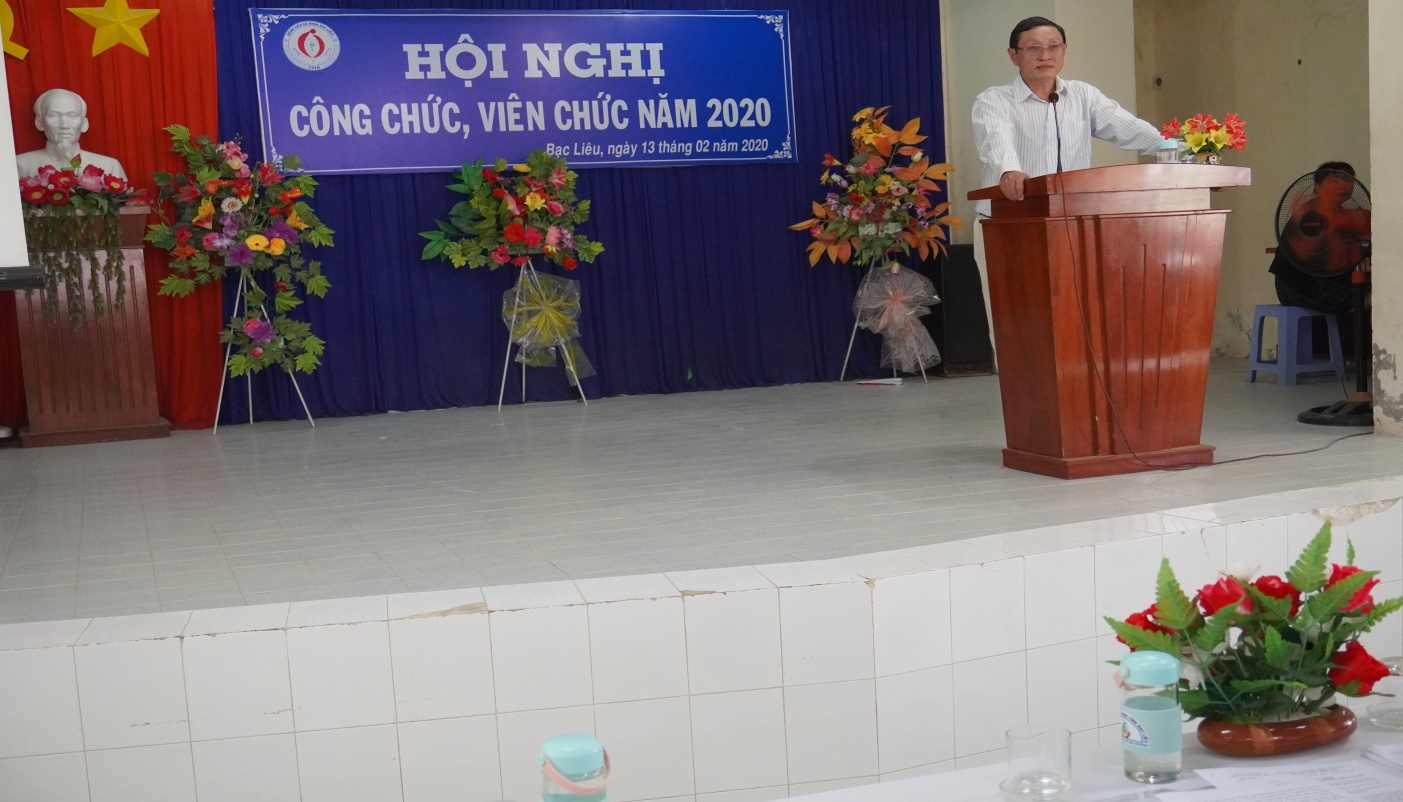 HỘI NGHỊ
CÔNG CHỨC, VIÊN CHỨC NĂM 2020
Bạc Liêu, ngày 13 tháng 02 năm 2020